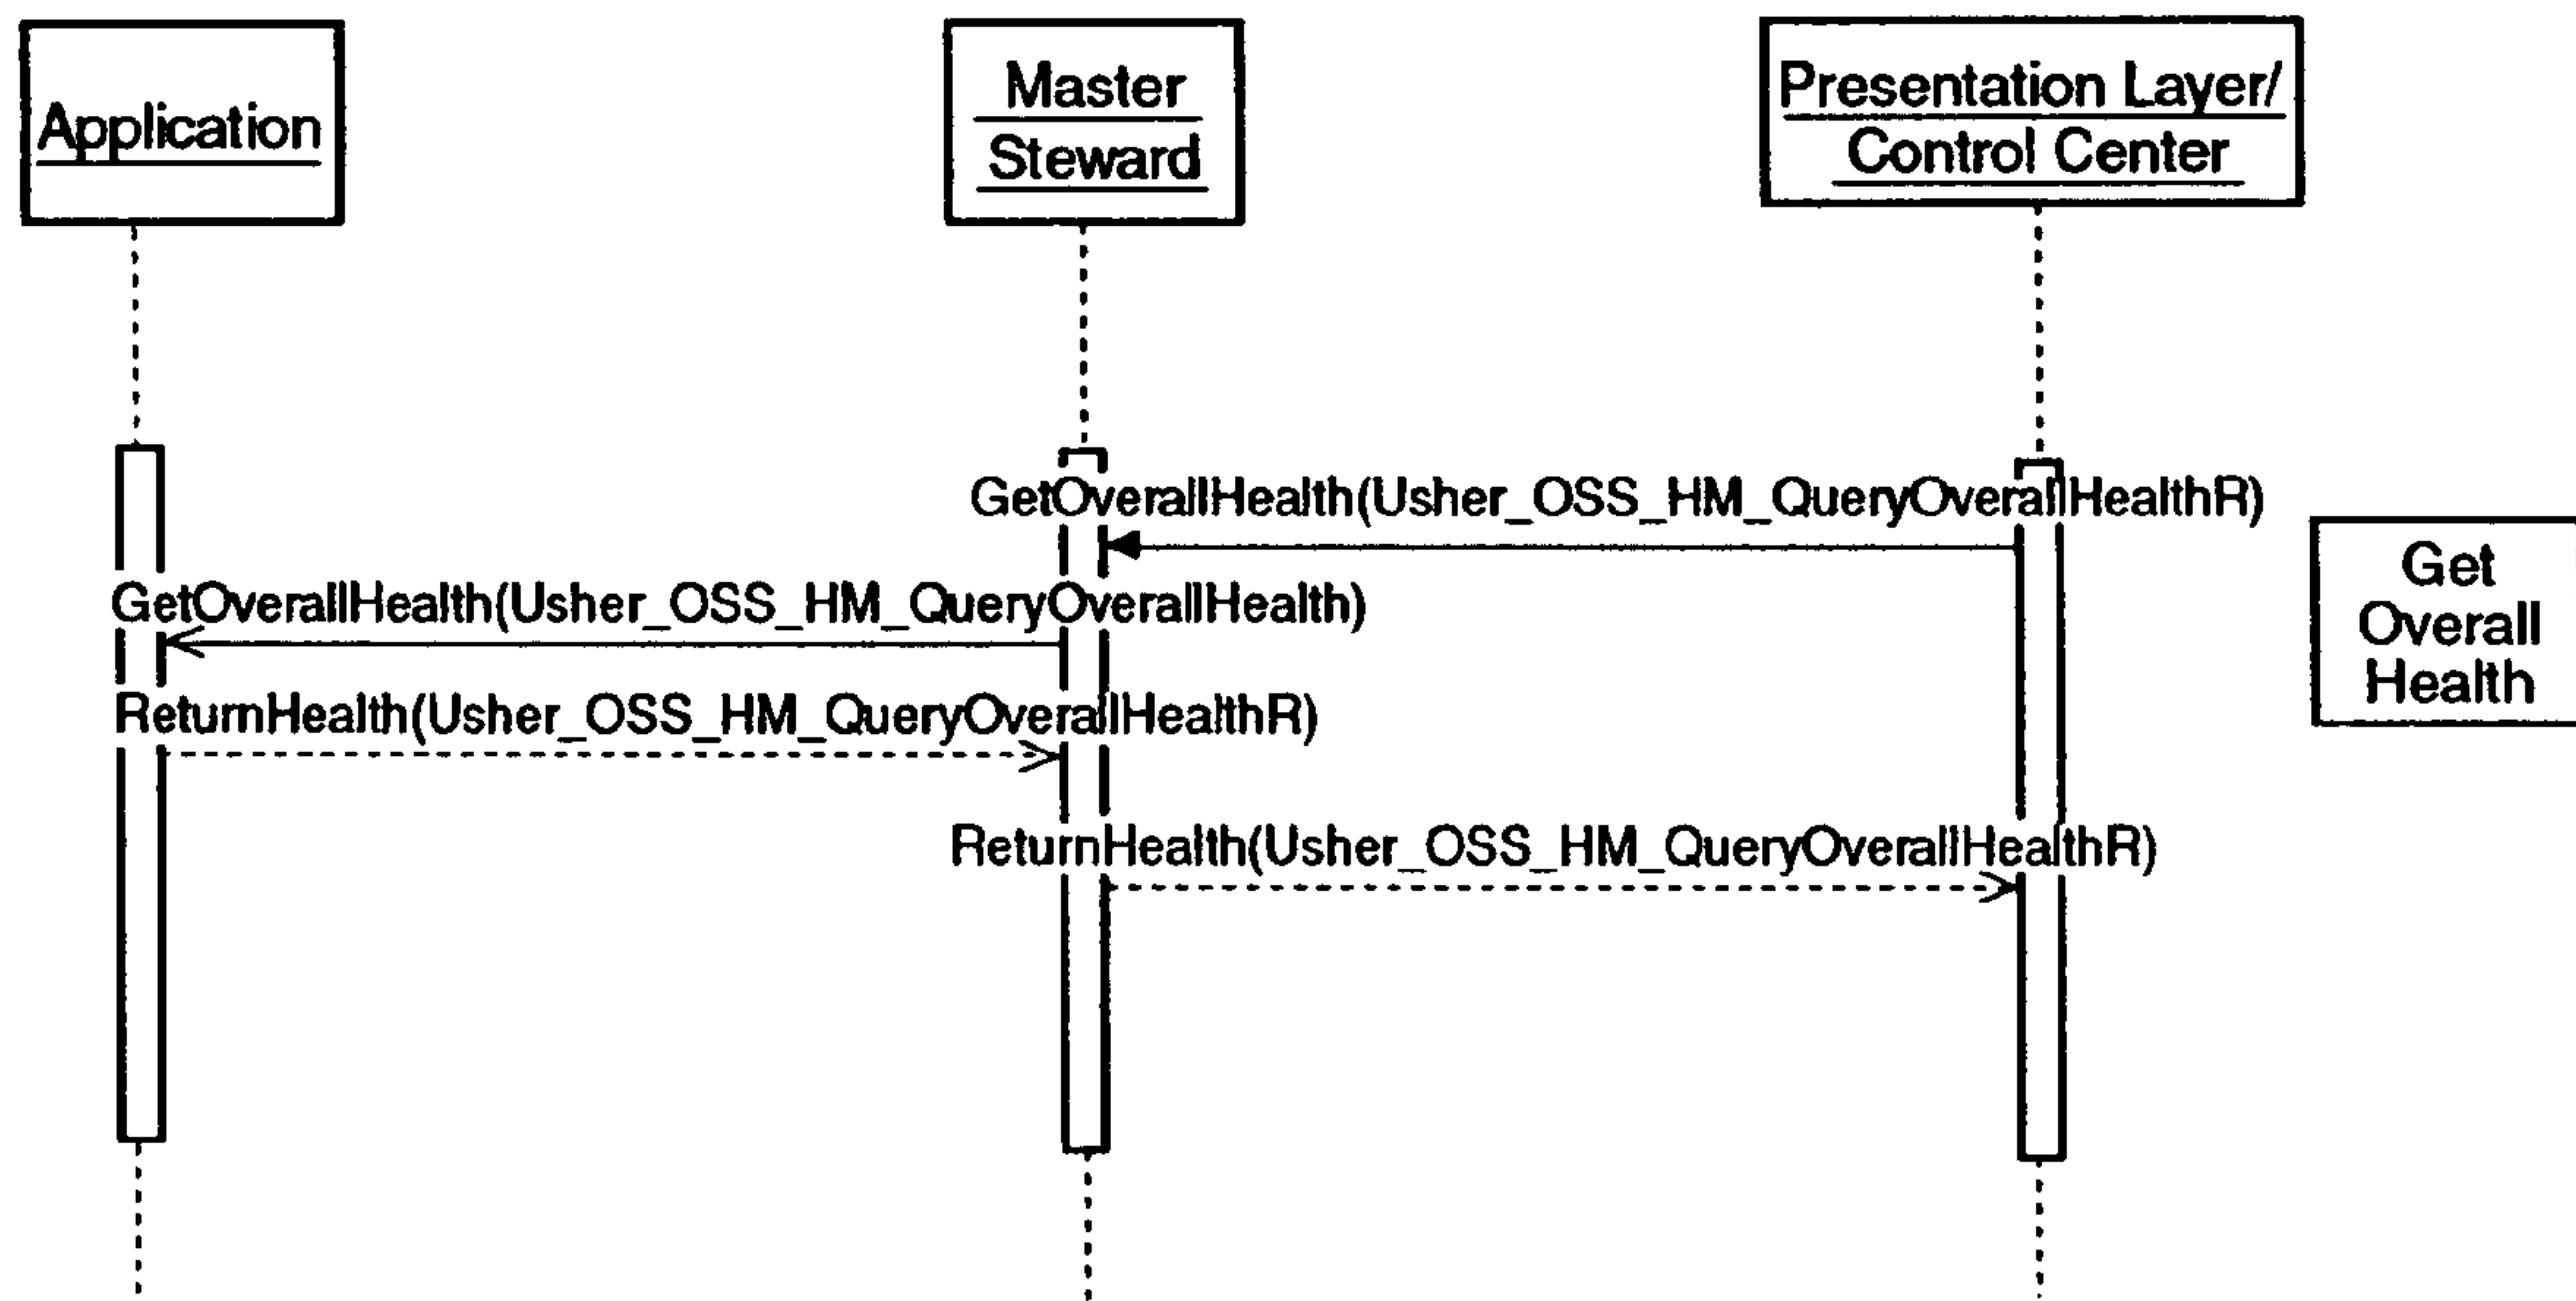 Application
Master
Steward
Presentation Layer/
Control Center
GetOverallHealth(Usher_OSS_HM_QueryOverallHealthR)
GetOverallHealth(Usher_OSS_HM_QueryOverallHealth)
ReturnHealth(Usher_OSS_HM_QueryOverallHealthR)
ReturnHealth(Usher_OSS_HM_QueryOverallHealthR)
Get
Overall
Health